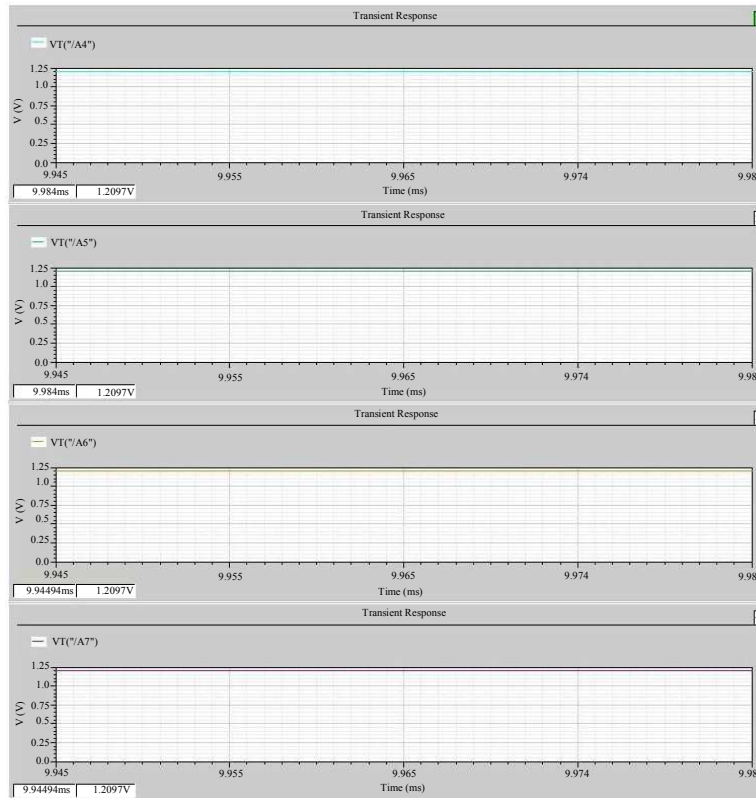 Transient Response
VT("/A4")
1.25
1.0
0.75
0.5
0.25
0.0
V (V)
9.945 9.955 9.965 9.974 9.98
Time (ms)
9.984ms 1.2097V
Transient Response
VT("/A5")
1.25
1.0
0.75
0.5
0.25
0.0
V (V)
9.945 9.955 9.965 9.974 9.98
Time (ms)
9.984ms 1.2097V
Transient Response
VT("/A6")
1.25
1.0
0.75
0.5
0.25
0.0
V (V)
9.945 9.955 9.965 9.974 9.98
Time (ms)
9.94494ms 1.2097V
Transient Response
VT("/A7")
1.25
1.0
0.75
0.5
0.25
0.0
V (V)
9.945 9.955 9.965 9.974 9.98
Time (ms)
9.94494ms 1.2097V